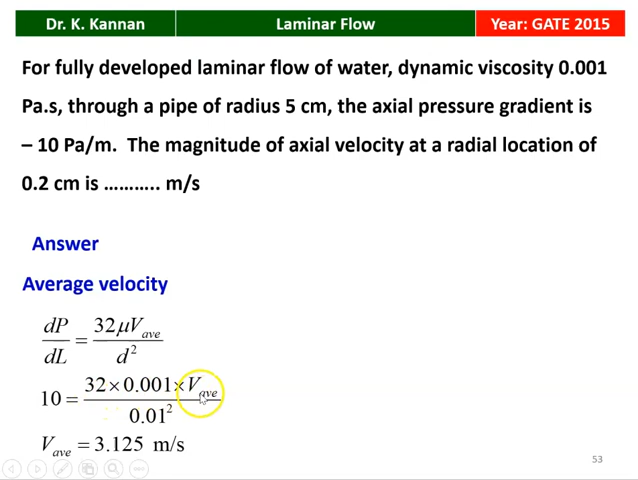 Dr. K. Kannan
Laminar Flow
Year: GATE 2015
For fully developed laminar flow of water, dynamic viscosity 0.001
Pa.s, through a pipe of radius 5 cm, the axial pressure gradient is
– 10 Pa/m. The magnitude of axial velocity at a radial location of
0.2 cm is ……….. m/s
Answer
Average velocity
dP/dL = 32μV_ave/d²
10 = 32×0.001×V_ave/0.01²
V_ave = 3.125 m/s
53